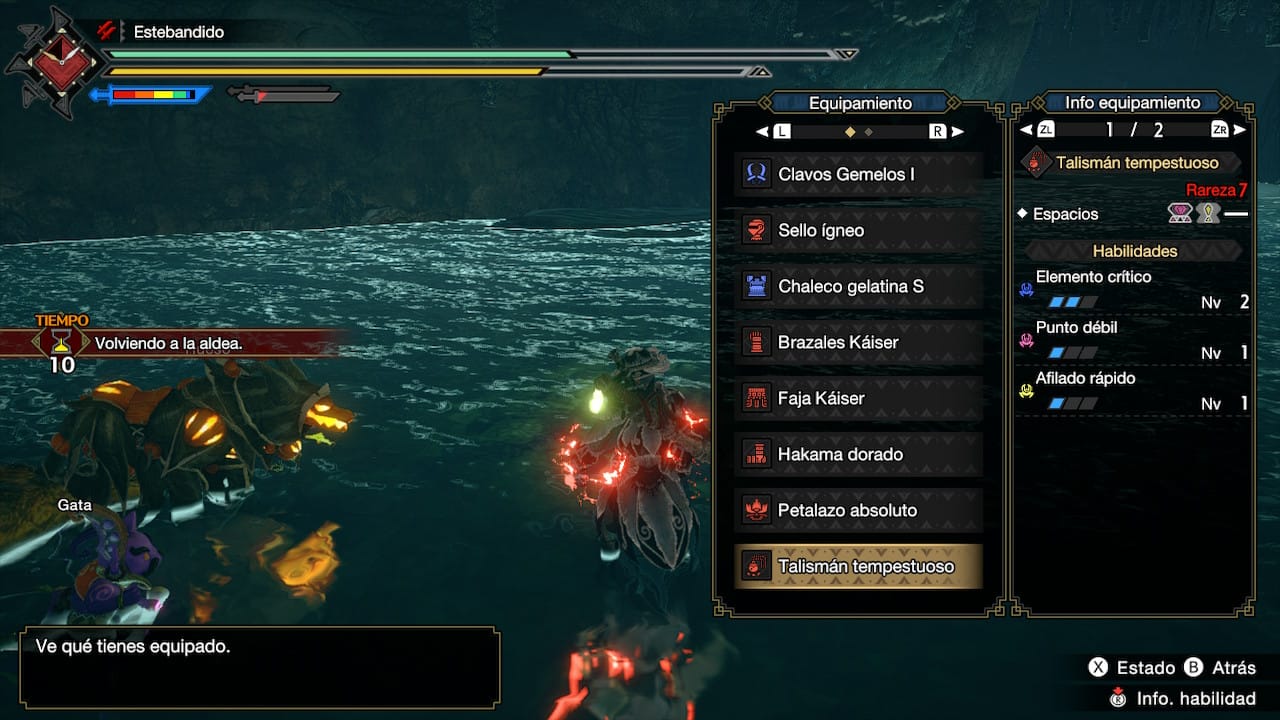 Estebandido
TIEMPO
Volviendo a la aldea.
10
Gata
Ve qué tienes equipado.
Equipamiento
L
R
Clavos Gemelos I
Sello ígneo
Chaleco gelatina S
Brazales Káiser
Faja Káiser
Hakama dorado
Petalazo absoluto
Talismán tempestuoso
Info equipamiento
ZL 1 / 2 ZR
Talismán tempestuoso
Rareza 7
Espacios
Habilidades
Elemento crítico
Nv 2
Punto débil
Nv 1
Afilado rápido
Nv 1
X Estado B Atrás
R Info. habilidad